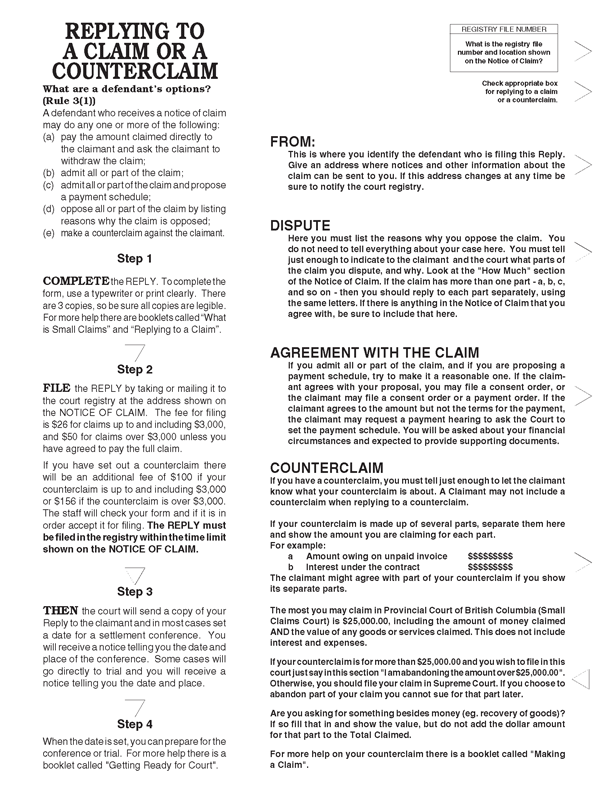 REPLYING TO
A CLAIM OR A
COUNTERCLAIM
What are a defendant's options?
(Rule 3(1))
A defendant who receives a notice of claim
may do any one or more of the following:
(a) pay the amount claimed directly to
the claimant and ask the claimant to
withdraw the claim;
(b) admit all or part of the claim;
(c) admit all or part of the claim and propose
a payment schedule;
(d) oppose all or part of the claim by listing
reasons why the claim is opposed;
(e) make a counterclaim against the claimant.
Step 1
COMPLETE the REPLY. To complete the
form, use a typewriter or print clearly. There
are 3 copies, so be sure all copies are legible.
For more help there are booklets called "What
is Small Claims" and "Replying to a Claim".
Step 2
FILE the REPLY by taking or mailing it to
the court registry at the address shown on
the NOTICE OF CLAIM. The fee for filing
is $26 for claims up to and including $3,000,
and $50 for claims over $3,000 unless you
have agreed to pay the full claim.
If you have set out a counterclaim there
will be an additional fee of $100 if your
counterclaim is up to and including $3,000
or $156 if the counterclaim is over $3,000.
The staff will check your form and if it is in
order accept it for filing. The REPLY must
be filed in the registry within the time limit
shown on the NOTICE OF CLAIM.
Step 3
THEN the court will send a copy of your
Reply to the claimant and in most cases set
a date for a settlement conference. You
will receive a notice telling you the date and
place of the conference. Some cases will
go directly to trial and you will receive a
notice telling you the date and place.
Step 4
When the date is set, you can prepare for the
conference or trial. For more help there is a
booklet called "Getting Ready for Court".
REGISTRY FILE NUMBER
What is the registry file
number and location shown
on the Notice of Claim?
Check appropriate box
for replying to a claim
or a counterclaim.
FROM:
This is where you identify the defendant who is filing this Reply.
Give an address where notices and other information about the
claim can be sent to you. If this address changes at any time be
sure to notify the court registry.
DISPUTE
Here you must list the reasons why you oppose the claim. You
do not need to tell everything about your case here. You must tell
just enough to indicate to the claimant and the court what parts of
the claim you dispute, and why. Look at the "How Much" section
of the Notice of Claim. If the claim has more than one part - a, b, c,
and so on - then you should reply to each part separately, using
the same letters. If there is anything in the Notice of Claim that you
agree with, be sure to include that here.
AGREEMENT WITH THE CLAIM
If you admit all or part of the claim, and if you are proposing a
payment schedule, try to make it a reasonable one. If the claim-
ant agrees with your proposal, you may file a consent order, or
the claimant may file a consent order or a payment order. If the
claimant agrees to the amount but not the terms for the payment,
the claimant may request a payment hearing to ask the Court to
set the payment schedule. You will be asked about your financial
circumstances and expected to provide supporting documents.
COUNTERCLAIM
If you have a counterclaim, you must tell just enough to let the claimant
know what your counterclaim is about. A Claimant may not include a
counterclaim when replying to a counterclaim.
If your counterclaim is made up of several parts, separate them here
and show the amount you are claiming for each part.
For example:
a Amount owing on unpaid invoice $$$$$$$$$
b Interest under the contract $$$$$$$$$
The claimant might agree with part of your counterclaim if you show
its separate parts.
The most you may claim in Provincial Court of British Columbia (Small
Claims Court) is $25,000.00, including the amount of money claimed
AND the value of any goods or services claimed. This does not include
interest and expenses.
If your counterclaim is for more than $25,000.00 and you wish to file in this
court just say in this section "I am abandoning the amount over $25,000.00".
Otherwise, you should file your claim in Supreme Court. If you choose to
abandon part of your claim you cannot sue for that part later.
Are you asking for something besides money (eg. recovery of goods)?
If so fill that in and show the value, but do not add the dollar amount
for that part to the Total Claimed.
For more help on your counterclaim there is a booklet called "Making
a Claim".